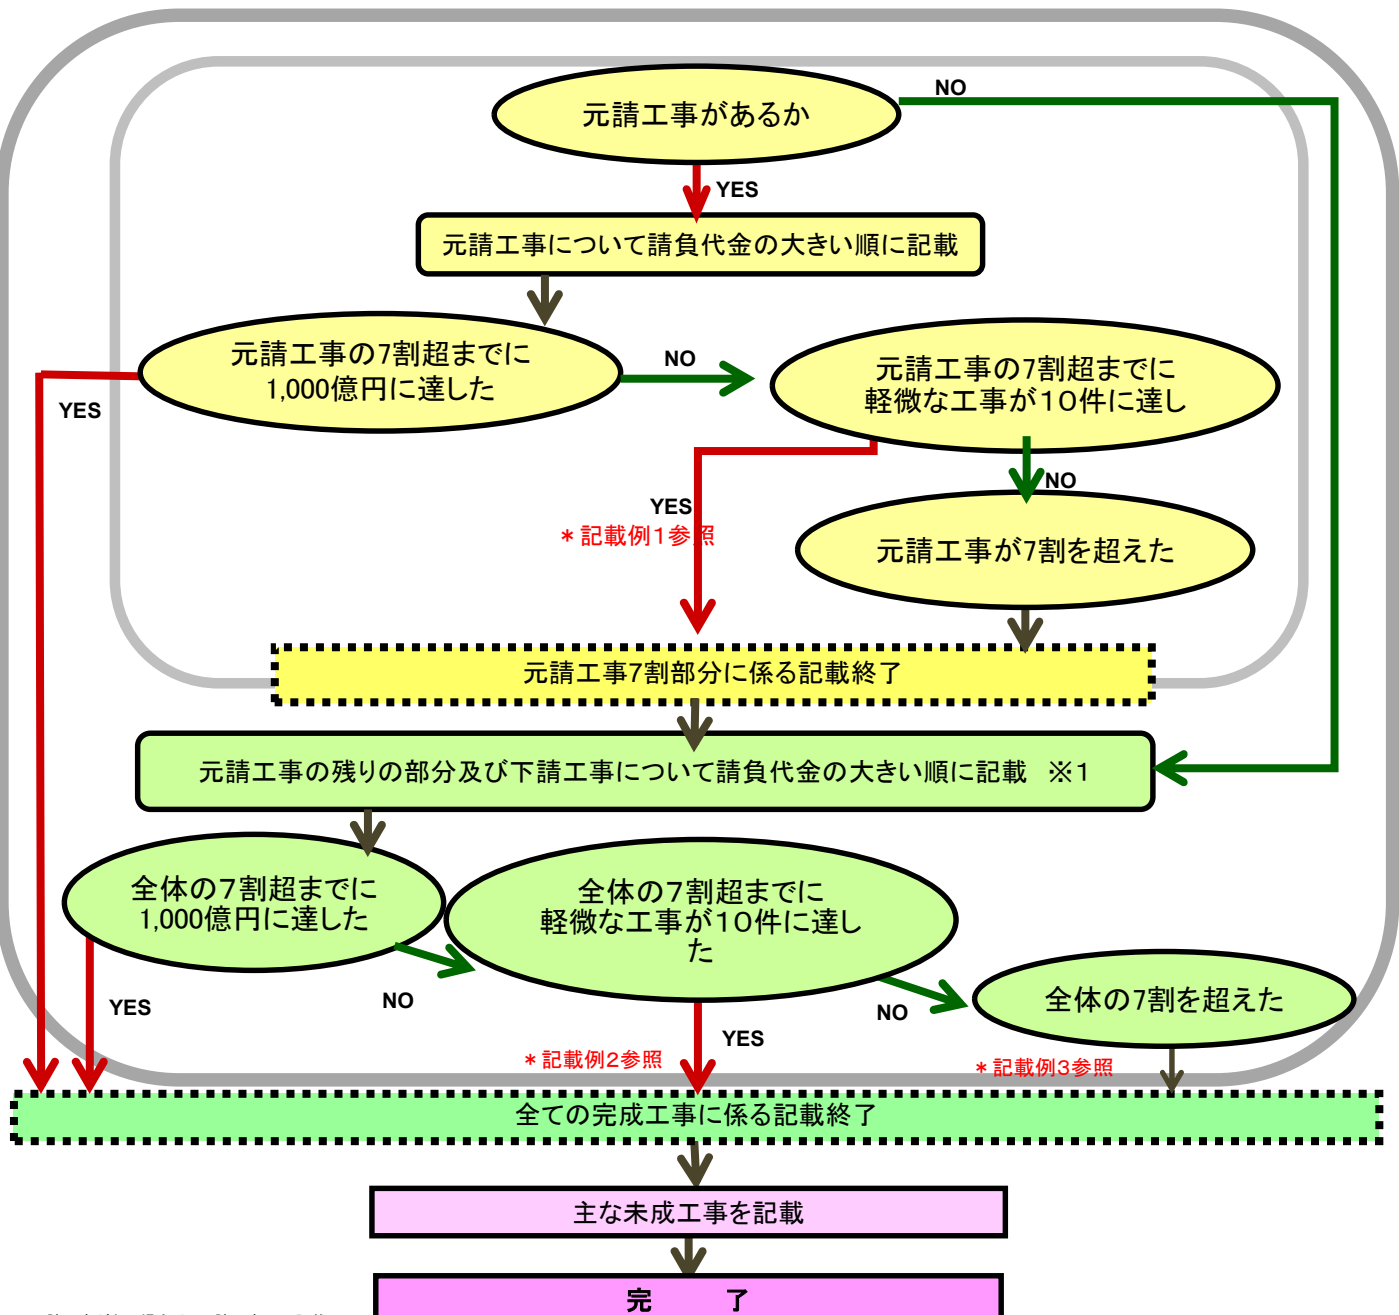 元請工事があるか
NO
YES
元請工事について請負代金の大きい順に記載
元請工事の7割超までに
1,000億円に達した
NO
YES
元請工事の7割超までに
軽微な工事が10件に達し
NO
YES
*記載例1参照
元請工事が7割を超えた
元請工事7割部分に係る記載終了
元請工事の残りの部分及び下請工事について請負代金の大きい順に記載 ※1
全体の7割超までに
1,000億円に達した
全体の7割超までに
軽微な工事が10件に達し
た
全体の7割を超えた
NO
YES
NO
YES
*記載例2参照
*記載例3参照
全ての完成工事に係る記載終了
主な未成工事を記載
完 了